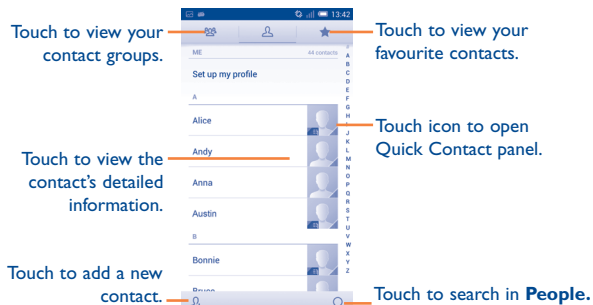 13:42
Touch to view your
contact groups.
Touch to view your
favourite contacts.
ME 44 contacts
Set up my profile
A
Alice
Andy
Anna
Austin
B
Bonnie
Bruce
#
A
B
C
D
E
F
G
H
I
J
K
L
M
N
O
P
Q
R
S
T
U
V
W
X
Y
Z
Touch icon to open
Quick Contact panel.
Touch to view the
contact's detailed
information.
Touch to add a new
contact.
Touch to search in People.